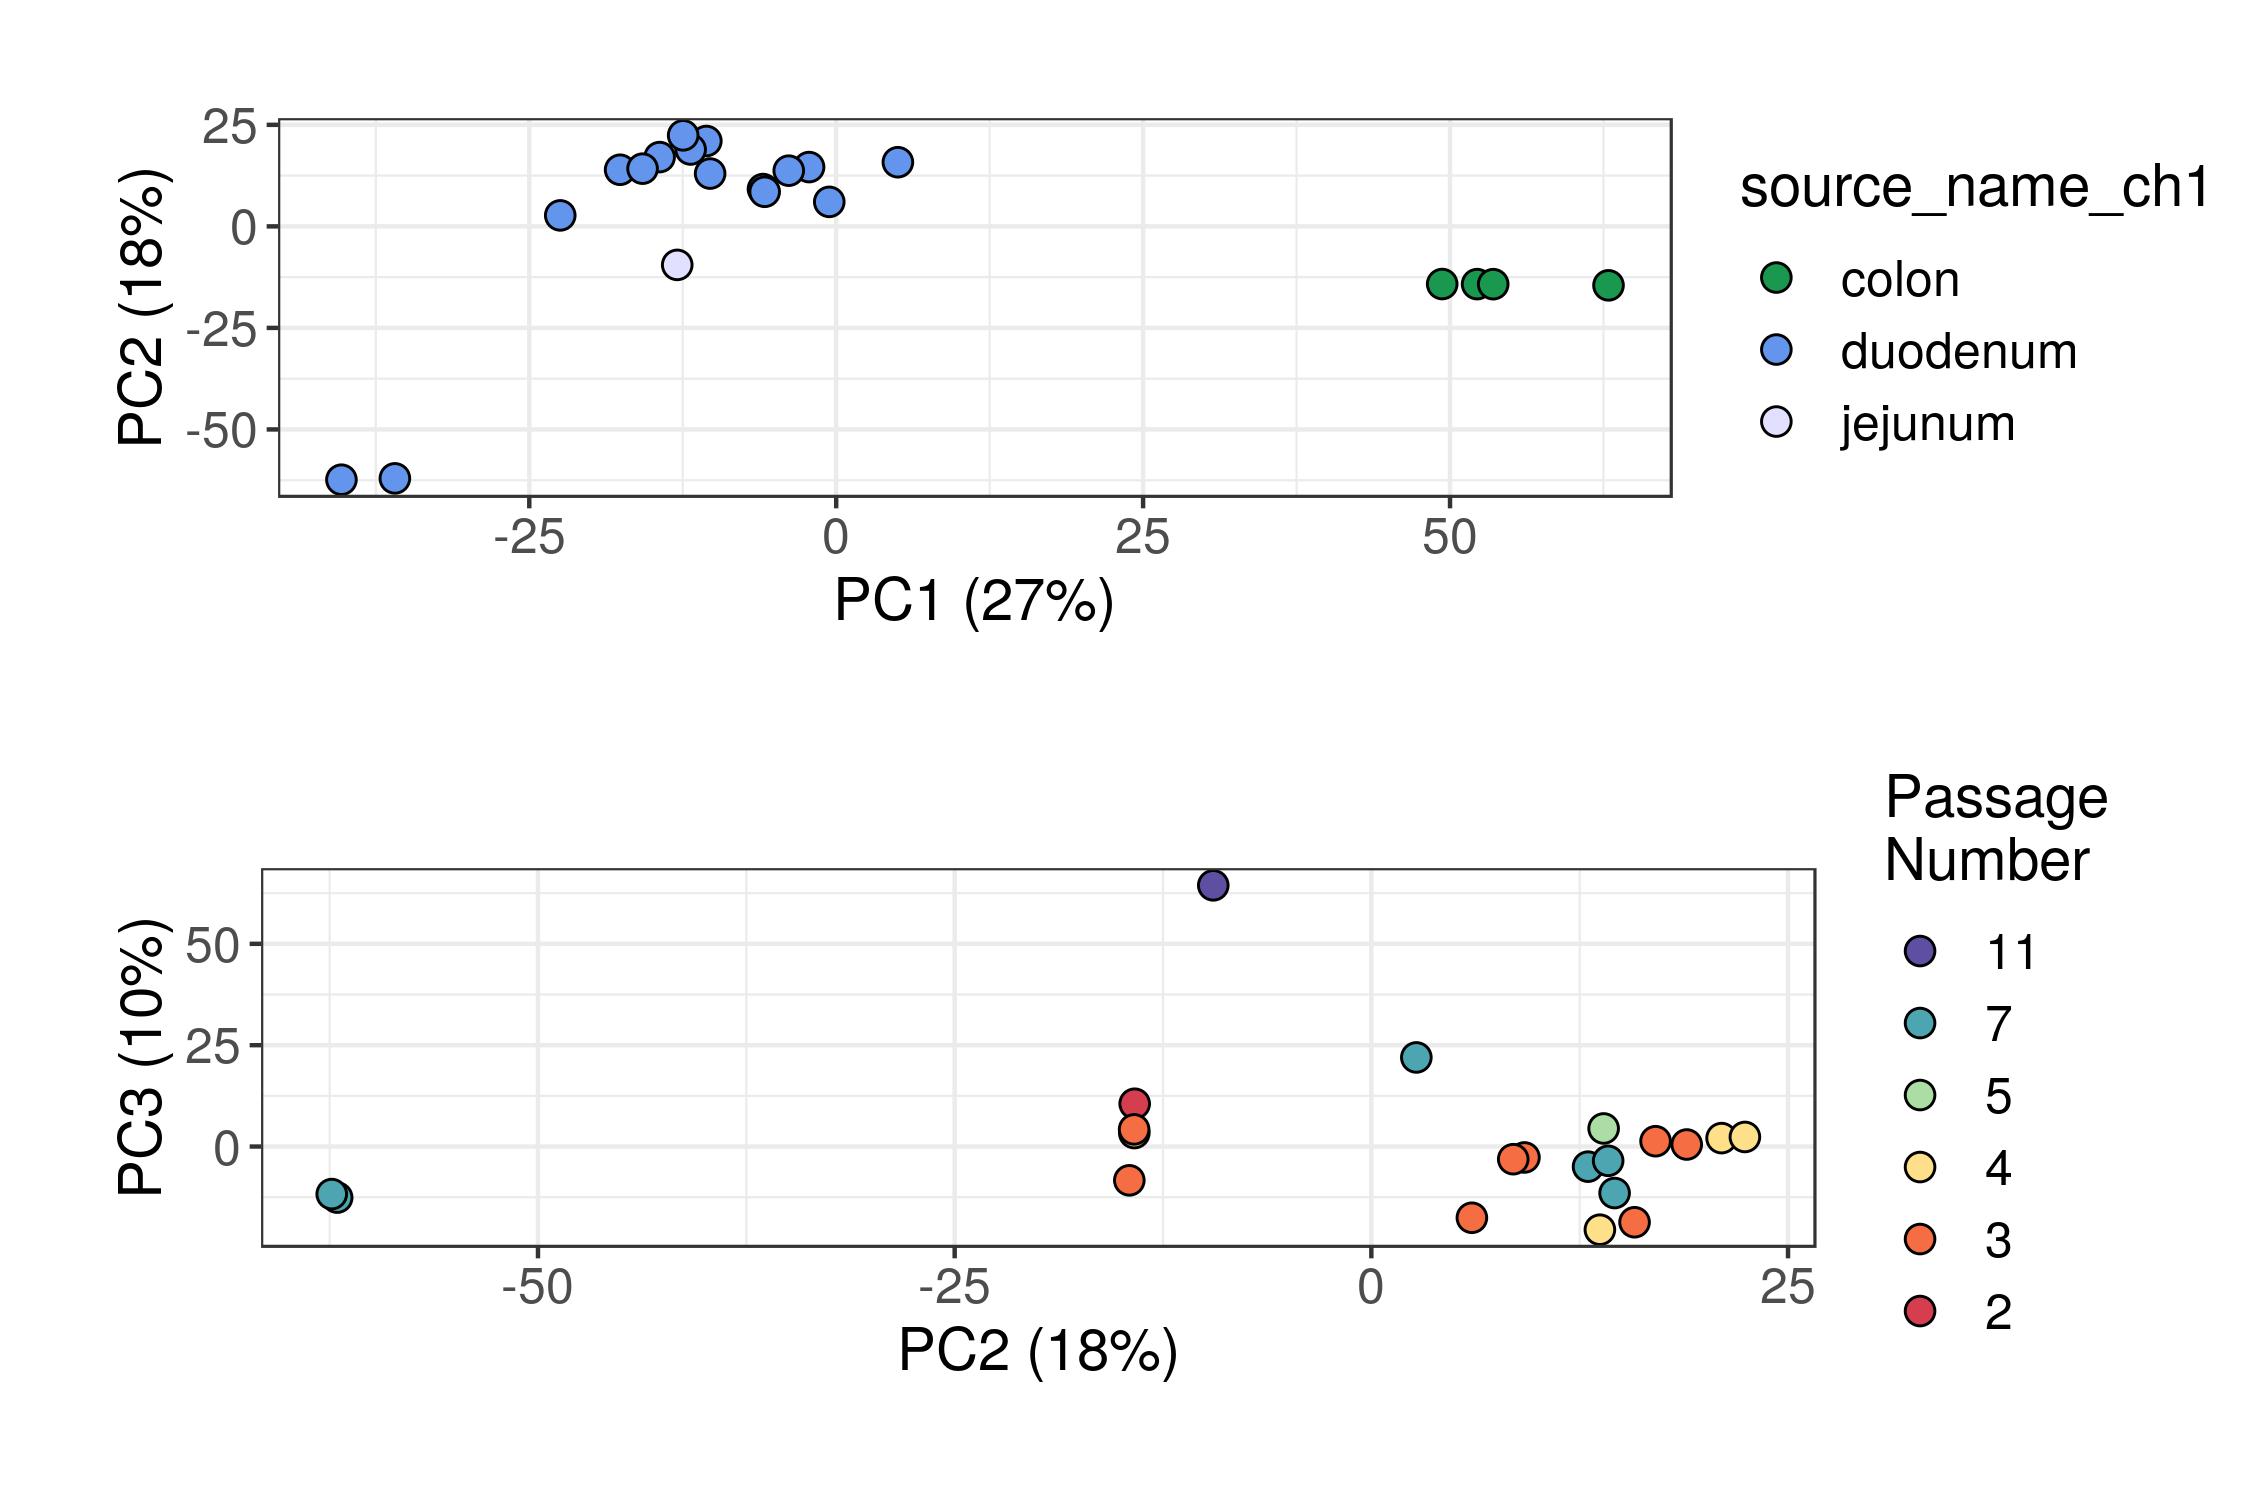 25
0
-25
-50
PC2 (18%)
-25 0 25 50
PC1 (27%)
source_name_ch1
colon
duodenum
jejunum
50
25
0
PC3 (10%)
-50 -25 0 25
PC2 (18%)
Passage
Number
11
7
5
4
3
2